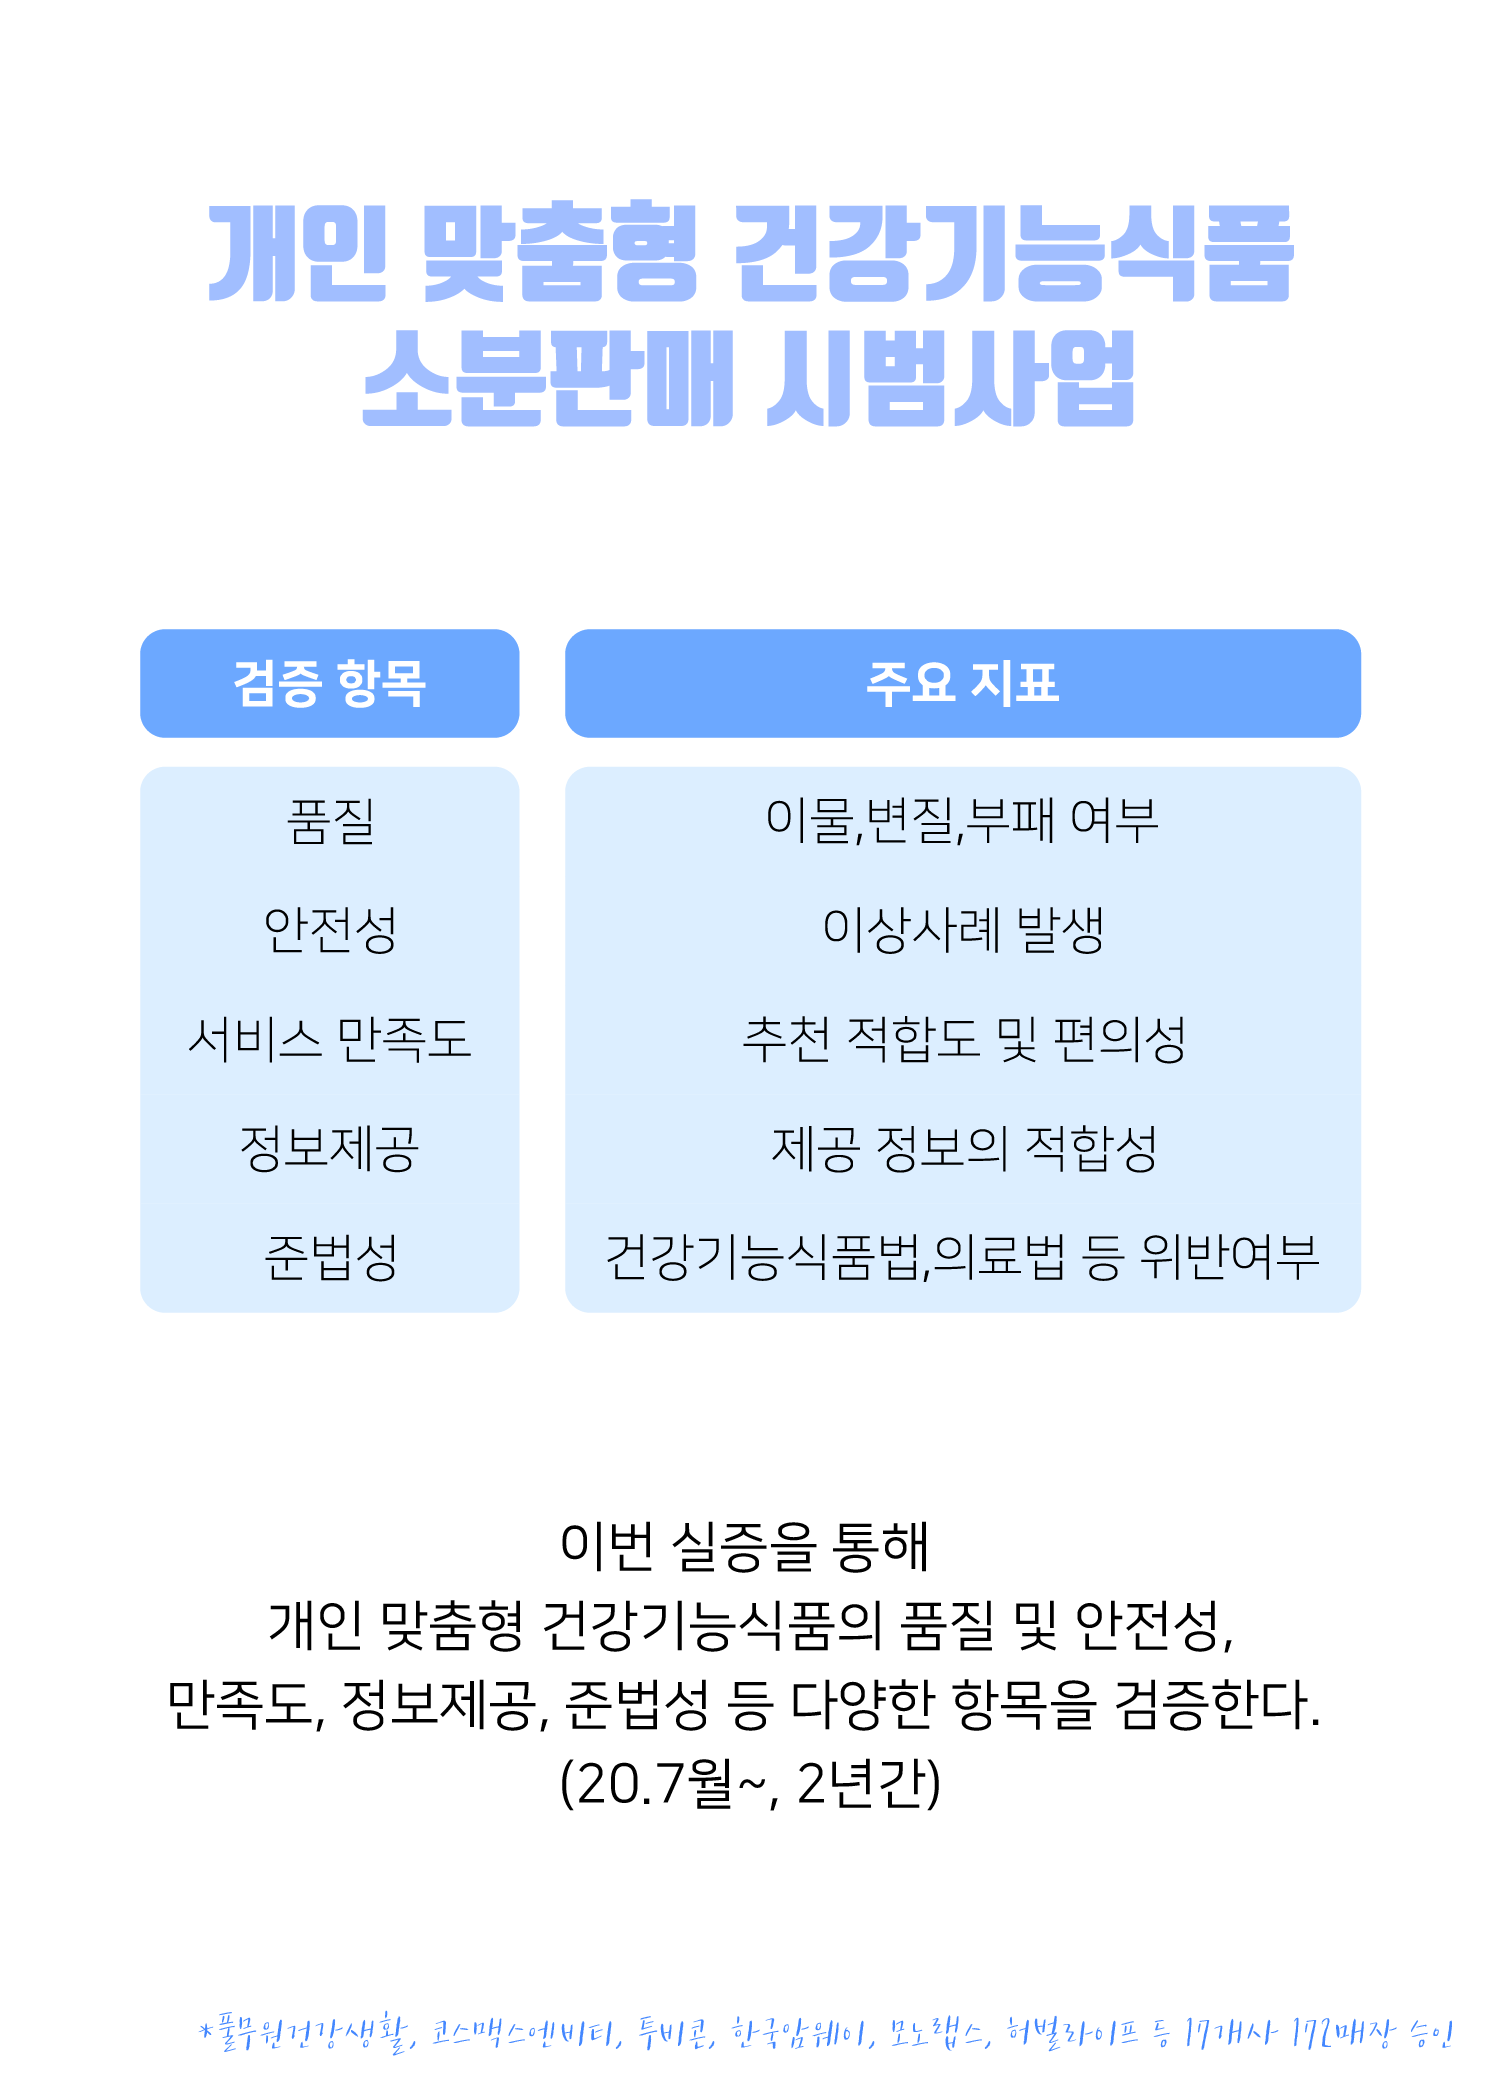 개인 맞춤형 건강기능식품
소분판매 시범사업
검증 항목 주요 지표
품질 이물,변질,부패 여부
안전성 이상사례 발생
서비스 만족도 추천 적합도 및 편의성
정보제공 제공 정보의 적합성
준법성 건강기능식품법,의료법 등 위반여부
이번 실증을 통해
개인 맞춤형 건강기능식품의 품질 및 안전성,
만족도, 정보제공, 준법성 등 다양한 항목을 검증한다.
(20.7월~, 2년간)
*풀무원건강생활, 코스맥스엔비티, 투비콘, 한국암웨이, 모노랩스, 허벌라이프 등 17개사 172매장 승인